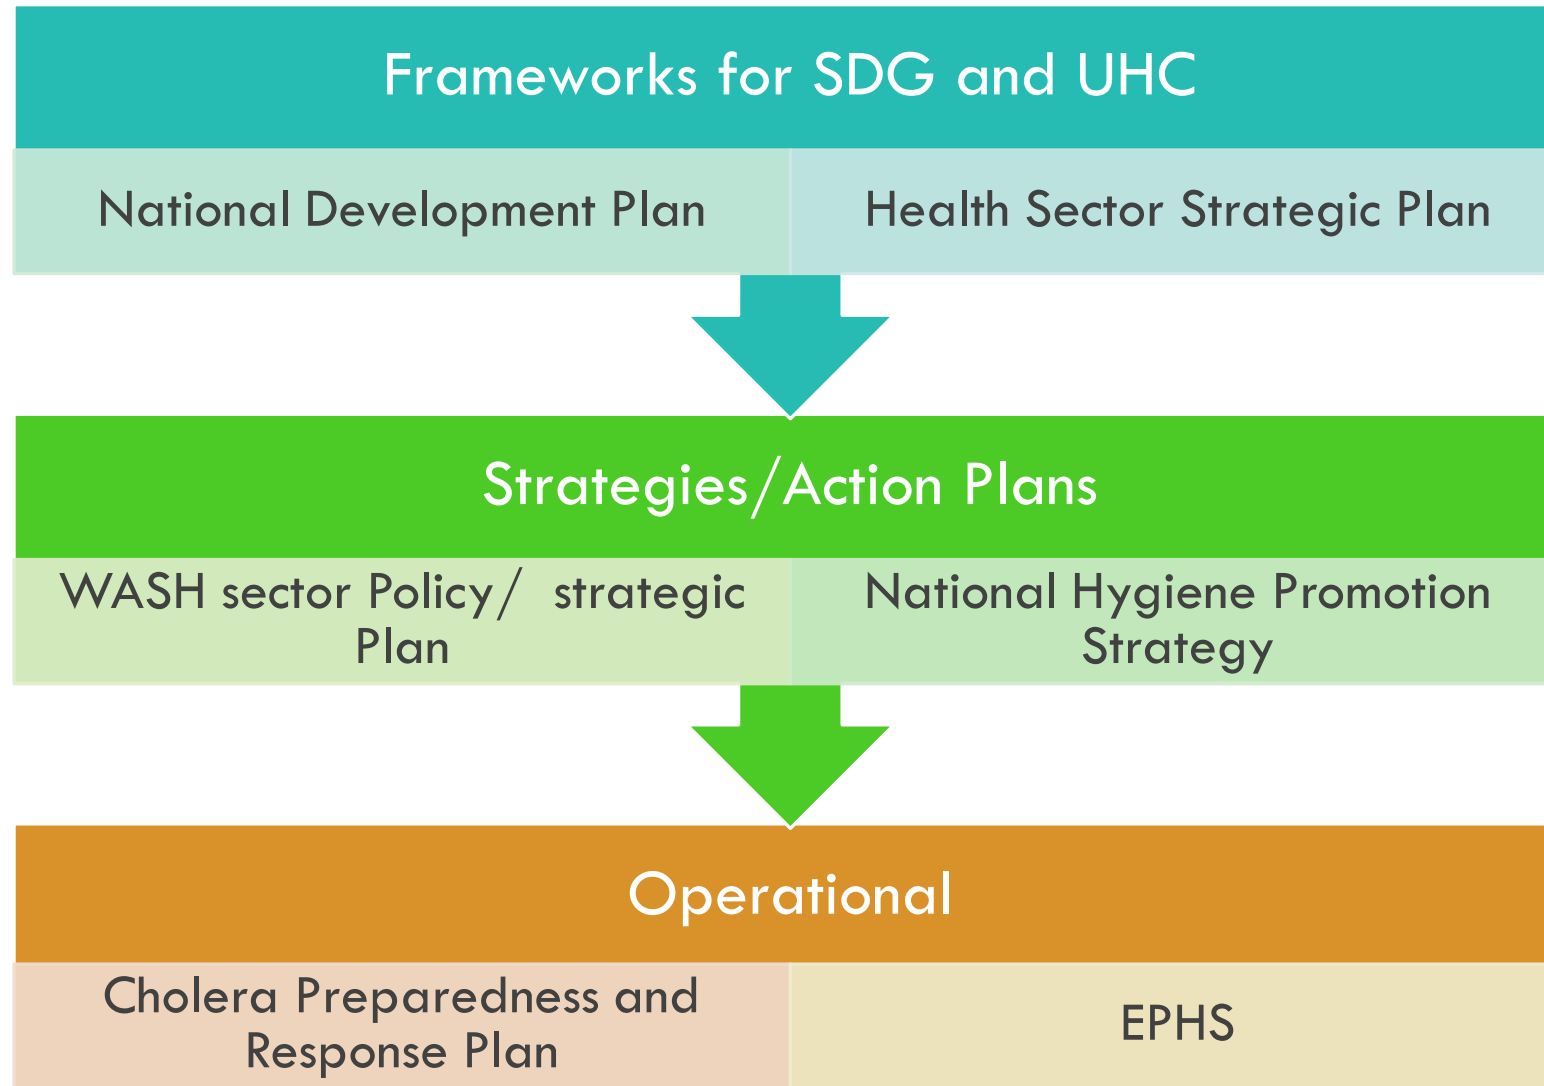 Frameworks for SDG and UHC
National Development Plan
Health Sector Strategic Plan
Strategies/Action Plans
WASH sector Policy/ strategic
Plan
National Hygiene Promotion
Strategy
Operational
Cholera Preparedness and
Response Plan
EPHS